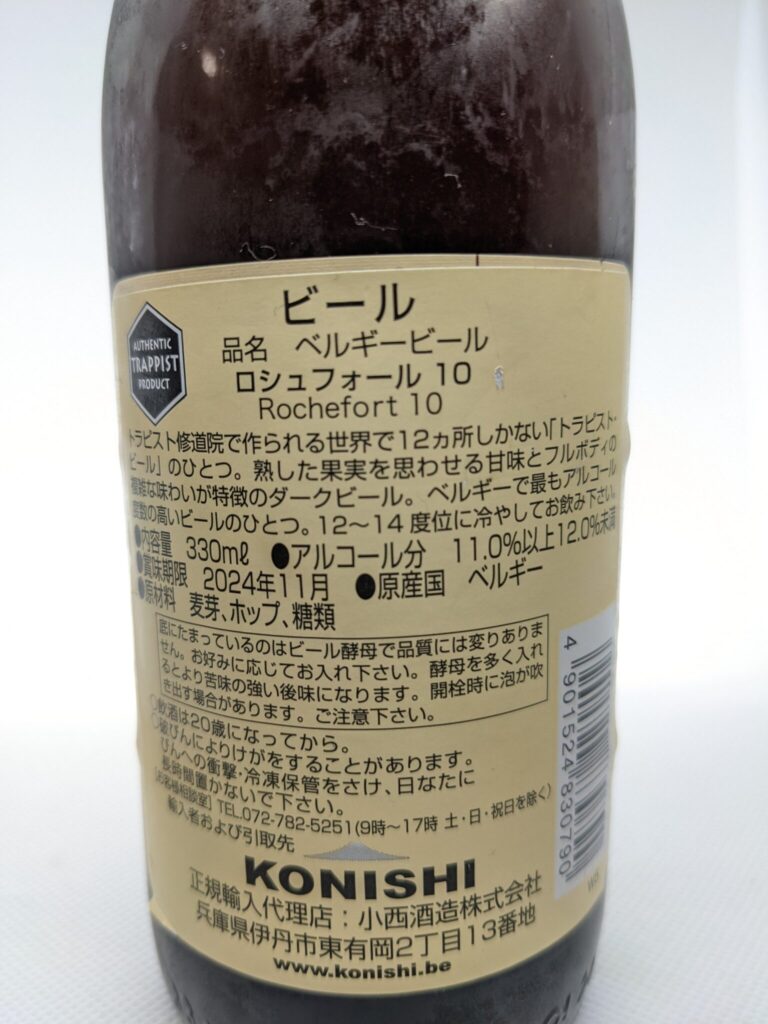 ビール
AUTHENTIC
TRAPPIST
PRODUCT
品名 ベルギービール
ロシュフォール 10
Rochefort 10
トラピスト修道院で作られる世界で12ヵ所しかない「トラピスト・
ビール」のひとつ。熟した果実を思わせる甘味とフルボディの
複雑な味わいが特徴のダークビール。ベルギーで最もアルコール
度数の高いビールのひとつ。12～14度位に冷やしてお飲み下さい。
●内容量 330mℓ ●アルコール分 11.0%以上12.0%未満
●賞味期限 2024年11月 ●原産国 ベルギー
●原材料 麦芽、ホップ、糖類
底にたまっているのはビール酵母で品質には変りありま
せん。お好みに応じてお入れ下さい。酵母を多く入れ
るとより苦味の強い後味になります。開栓時に泡が吹
き出す場合があります。ご注意下さい。
○飲酒は20歳になってから。
○破びんによりけがをすることがあります。
びんへの衝撃・冷凍保管をさけ、日なたに
長時間置かないで下さい。
[お客様相談室] TEL.072-782-5251(9時～17時 土・日・祝日を除く)
輸入者および引取先
KONISHI
正規輸入代理店：小西酒造株式会社
兵庫県伊丹市東有岡2丁目13番地
www.konishi.be
4 901524 830790